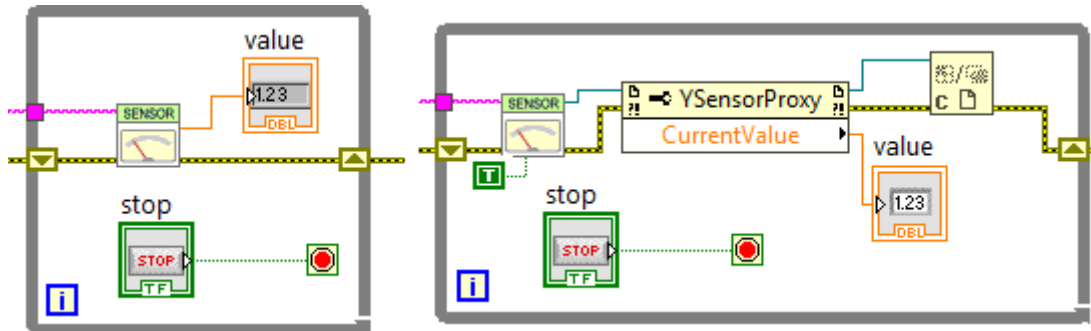 value
1.23
DBL
SENSOR
stop
STOP
TF
i
SENSOR
?!
YSensorProxy
?!
CurrentValue
C
T
value
1.23
DBL
stop
STOP
TF
i